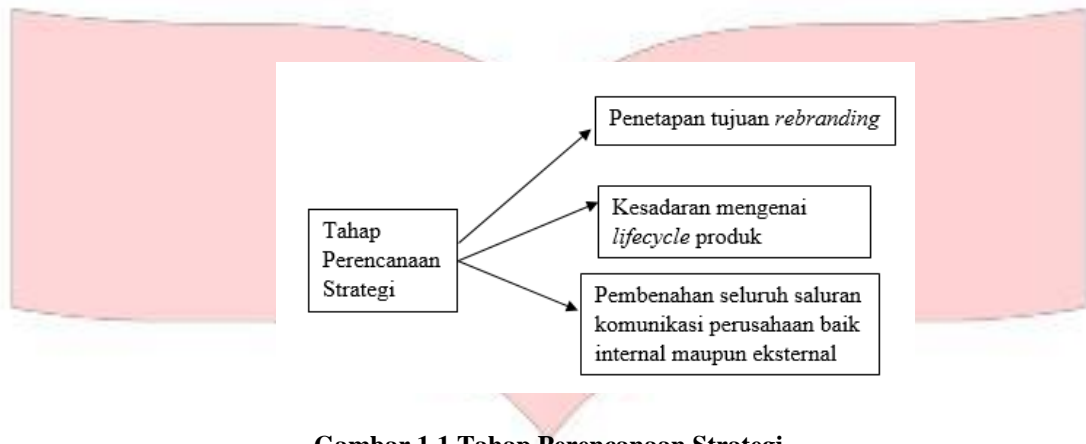 Penetapan tujuan rebranding
Kesadaran mengenai
lifecycle produk
Tahap
Perencanaan
Strategi
Pembenahan seluruh saluran
komunikasi perusahaan baik
internal maupun eksternal
Gambar 1.1 Tahap Perencanaan Strategi